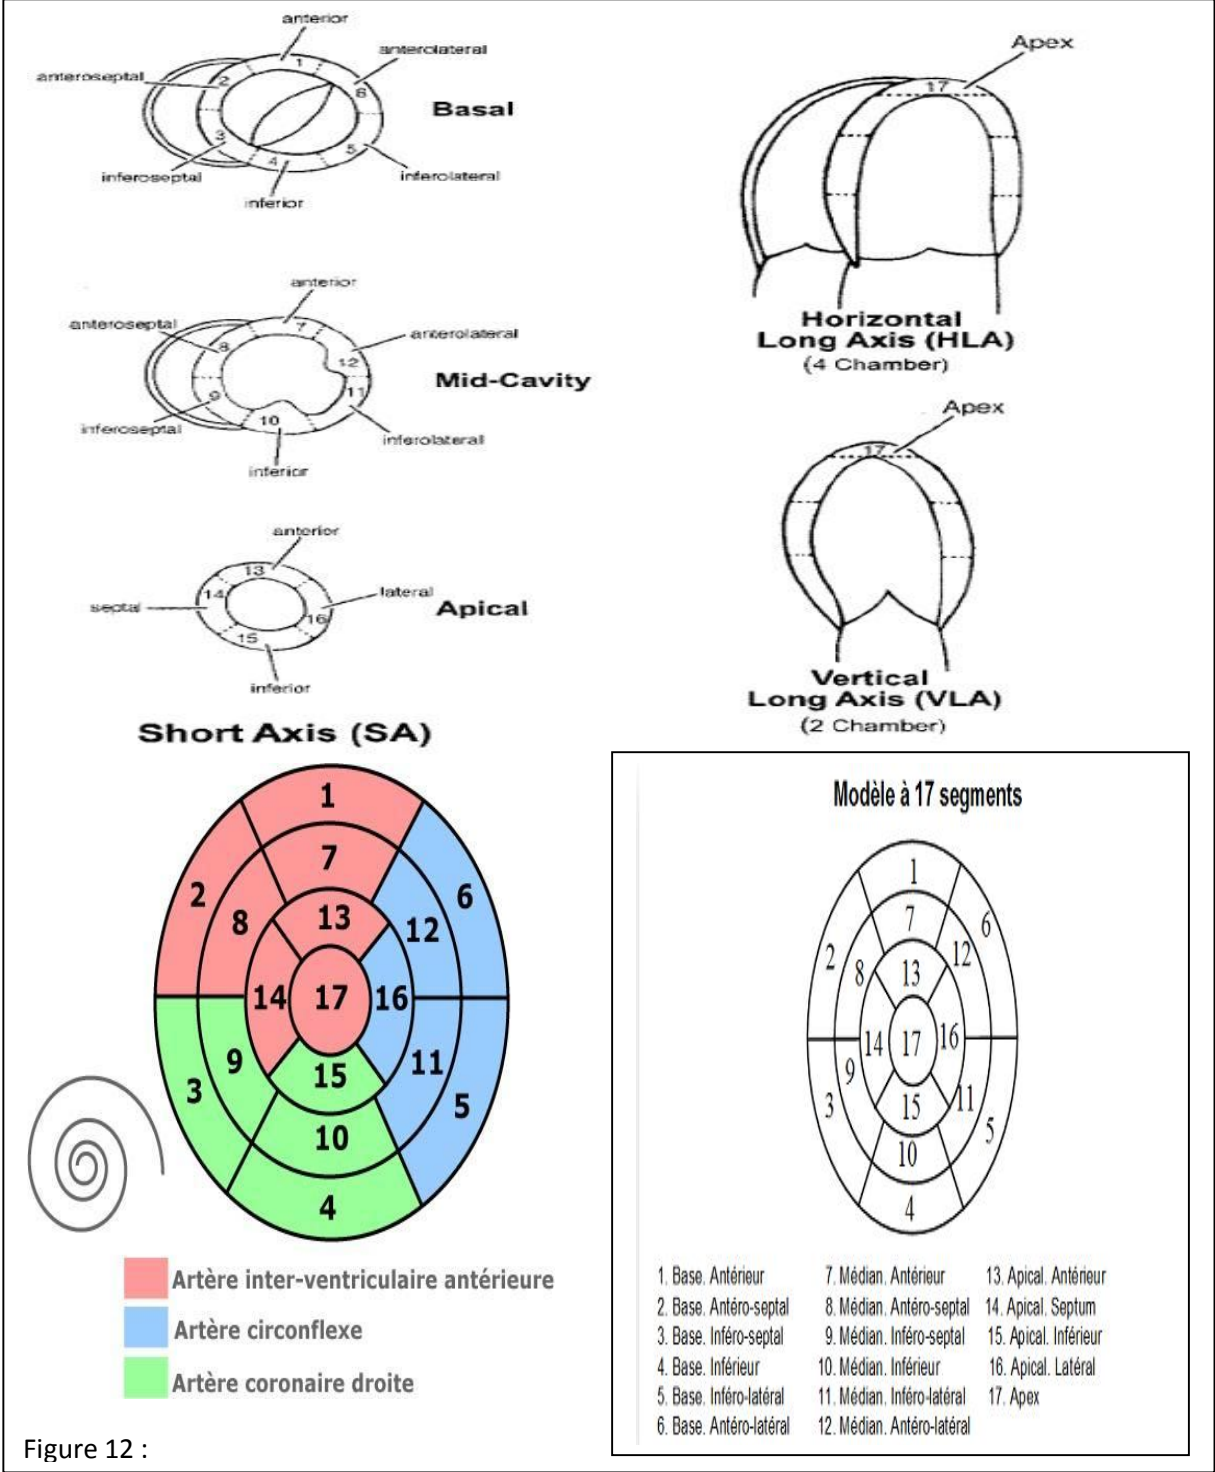 anterior
anterolateral
anteroseptal
1
2
6
Basal
3
4
5
inferoseptal
inferolateral
inferior
anterior
anteroseptal
anterolateral
7
8
12
Mid-Cavity
9
11
10
inferoseptal
inferolateral
inferior
anterior
13
14
lateral
septal
Apical
16
15
inferior
Short Axis (SA)
Apex
17
Horizontal
Long Axis (HLA)
(4 Chamber)
Apex
17
Vertical
Long Axis (VLA)
(2 Chamber)
1
7
2
6
8
13
12
14
17
16
9
15
11
3
5
10
4
Artère inter-ventriculaire antérieure
Artère circonflexe
Artère coronaire droite
Figure 12 :
Modèle à 17 segments
1
7
6
2
12
8
13
14
17
16
9
3
15
11
5
10
4
1. Base. Antérieur
2. Base. Antéro-septal
3. Base. Inféro-septal
4. Base. Inférieur
5. Base. Inféro-latéral
6. Base. Antéro-latéral
7. Médian. Antérieur
8. Médian. Antéro-septal
9. Médian. Inféro-septal
10. Médian. Inférieur
11. Médian. Inféro-latéral
12. Médian. Antéro-latéral
13. Apical. Antérieur
14. Apical. Septum
15. Apical. Inférieur
16. Apical. Latéral
17. Apex